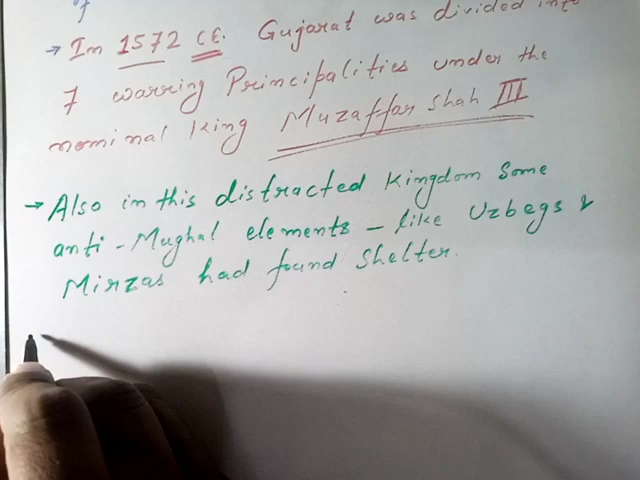 of
→ In 1572 CE. Gujarat was divided into
7 warring Principalities under the
nominal King Muzaffar Shah III
→ Also in this distracted Kingdom Some
anti-Mughal elements - like Uzbegs &
Mirzas had found Shelter.